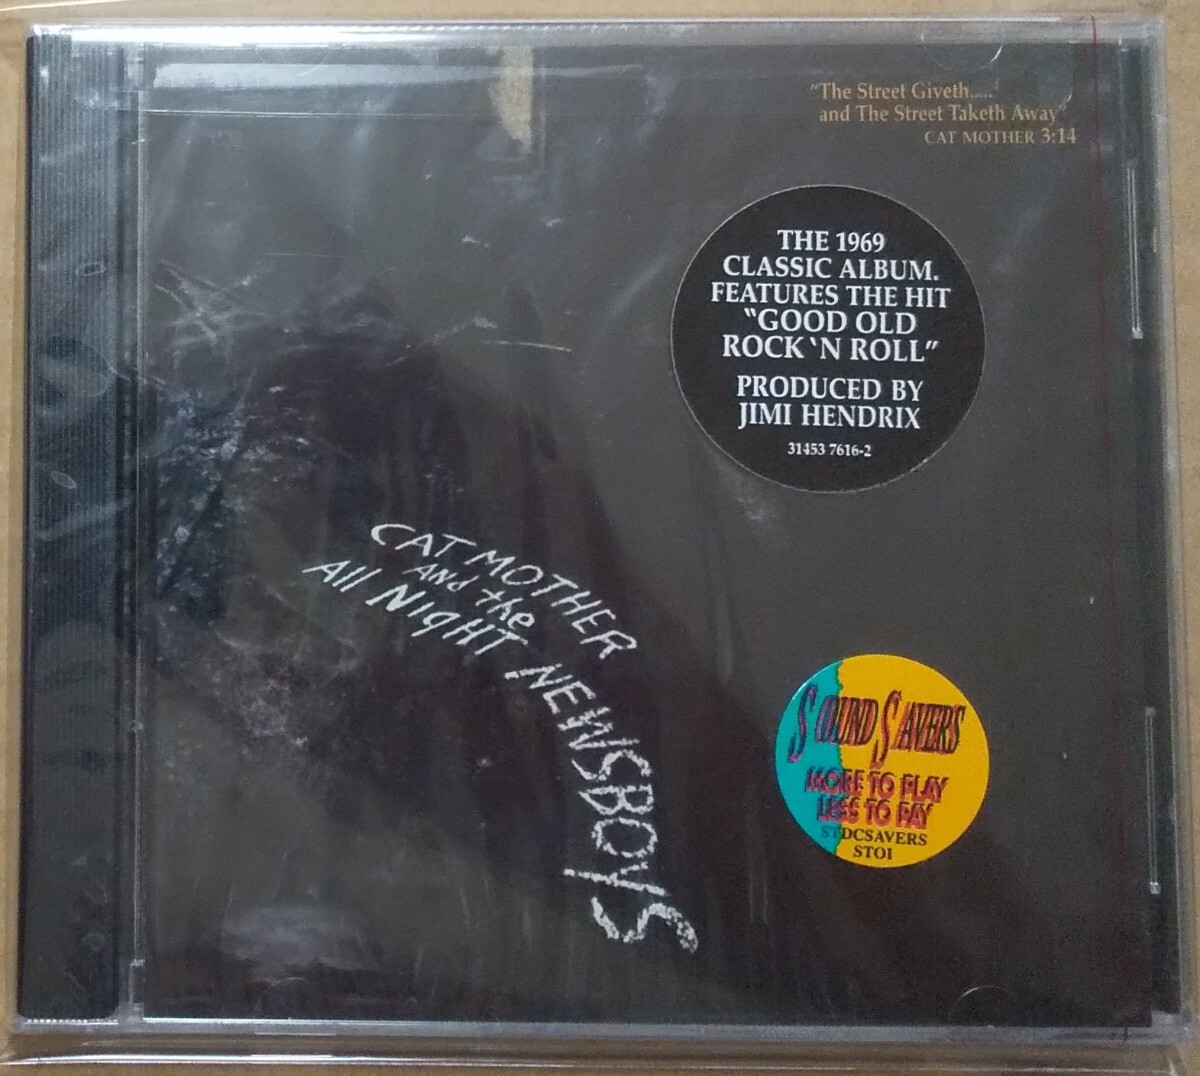 “The Street Giveth.....
and The Street Taketh Away”
CAT MOTHER 3:14
THE 1969
CLASSIC ALBUM.
FEATURES THE HIT
“GOOD OLD
ROCK ‘N ROLL”
PRODUCED BY
JIMI HENDRIX
31453 7616-2
CAT MOTHER
And the
All NigHT NEWSBOYS
SOUND SAVERS
MORE TO PLAY
LESS TO PAY
STDCSAVERS
STOI